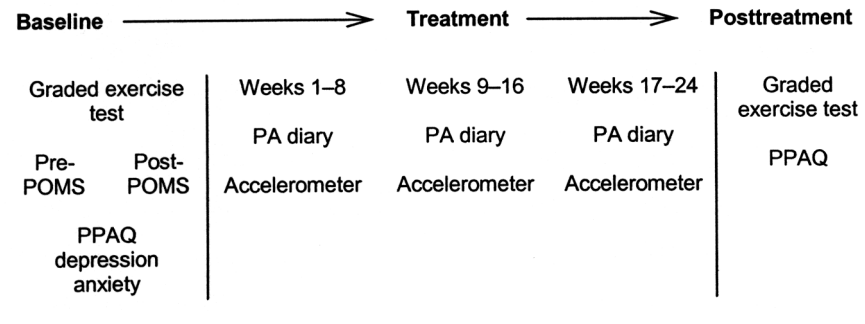 Baseline Treatment Posttreatment
Graded exercise
test
Pre-
POMS
Post-
POMS
PPAQ
depression
anxiety
Weeks 1–8
PA diary
Accelerometer
Weeks 9–16
PA diary
Accelerometer
Weeks 17–24
PA diary
Accelerometer
Graded
exercise test
PPAQ